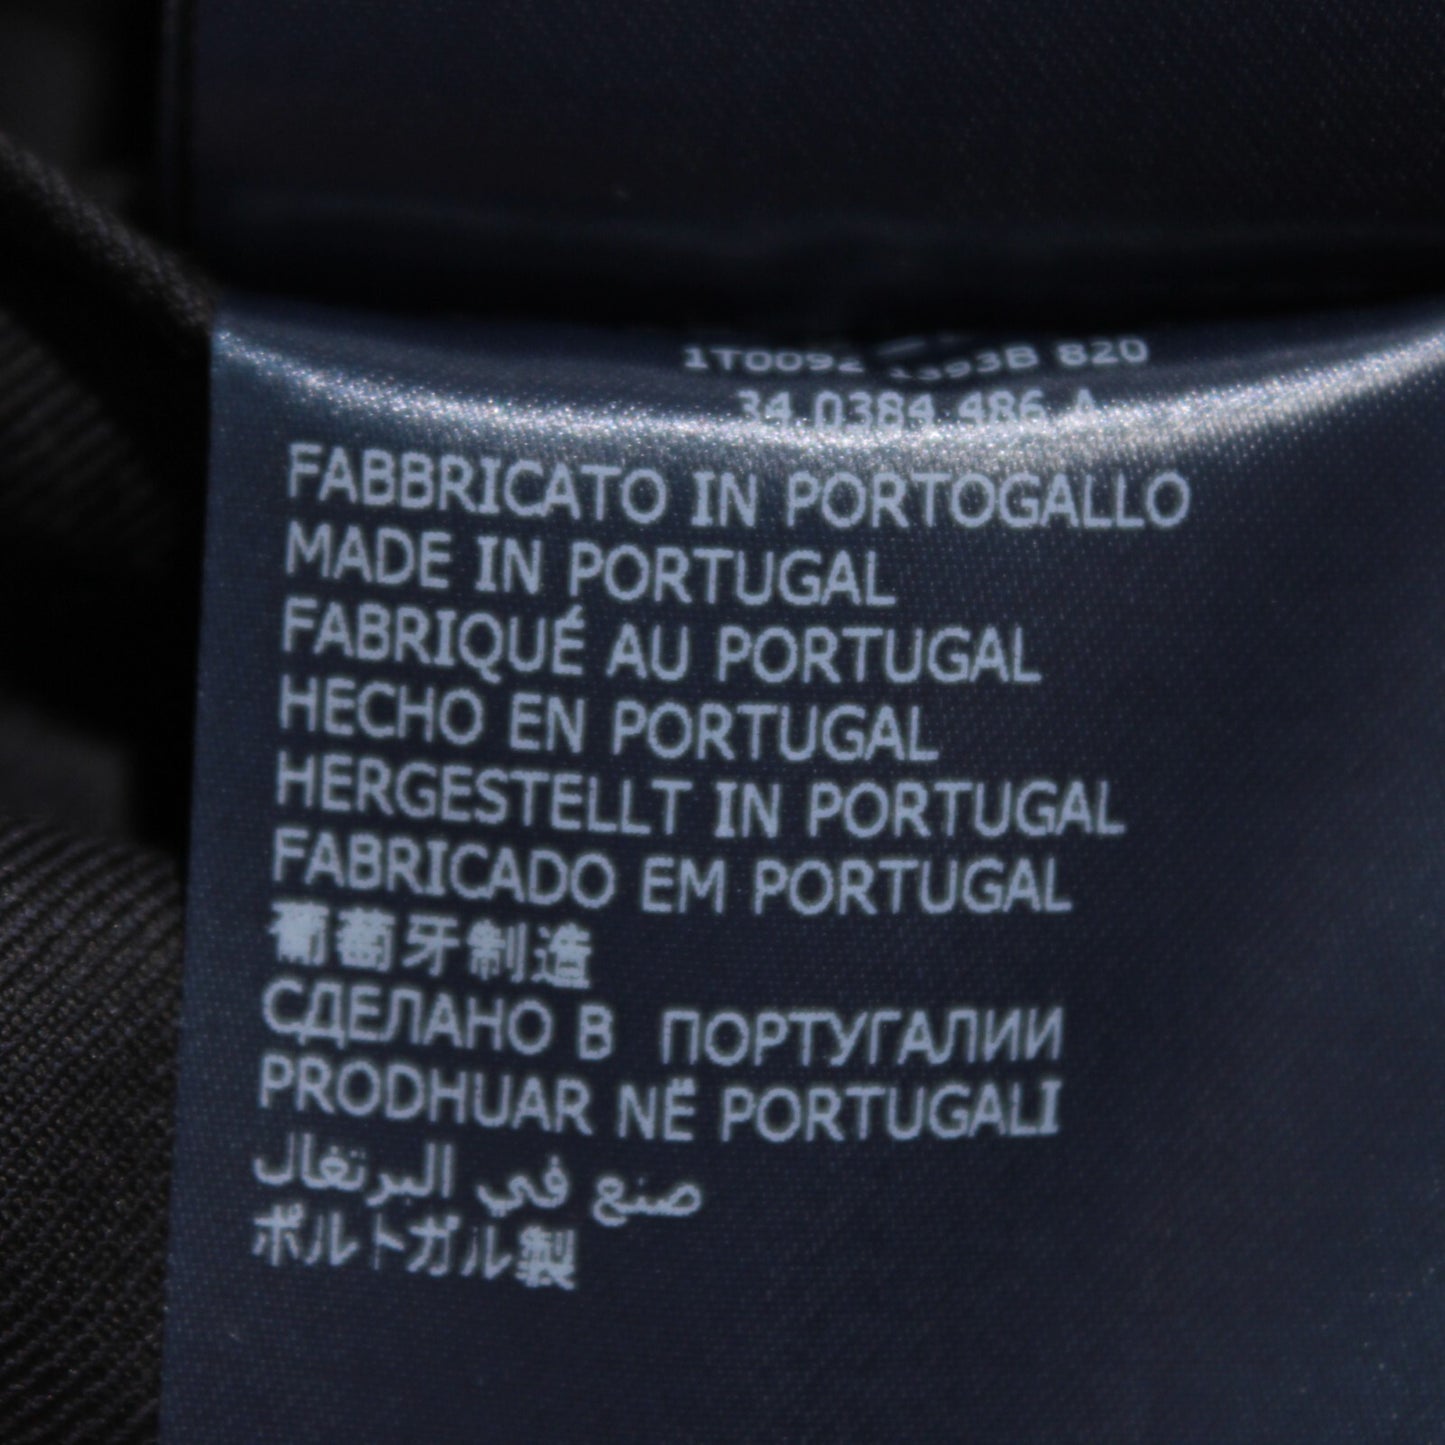 1T0092 1393B 820
34.0384.486 A
FABBRICATO IN PORTOGALLO
MADE IN PORTUGAL
FABRIQUÉ AU PORTUGAL
HECHO EN PORTUGAL
HERGESTELLT IN PORTUGAL
FABRICADO EM PORTUGAL
葡萄牙制造
СДЕЛАНО В ПОРТУГАЛИИ
PRODHUAR NË PORTUGALI
صنع في البرتغال
ポルトガル製